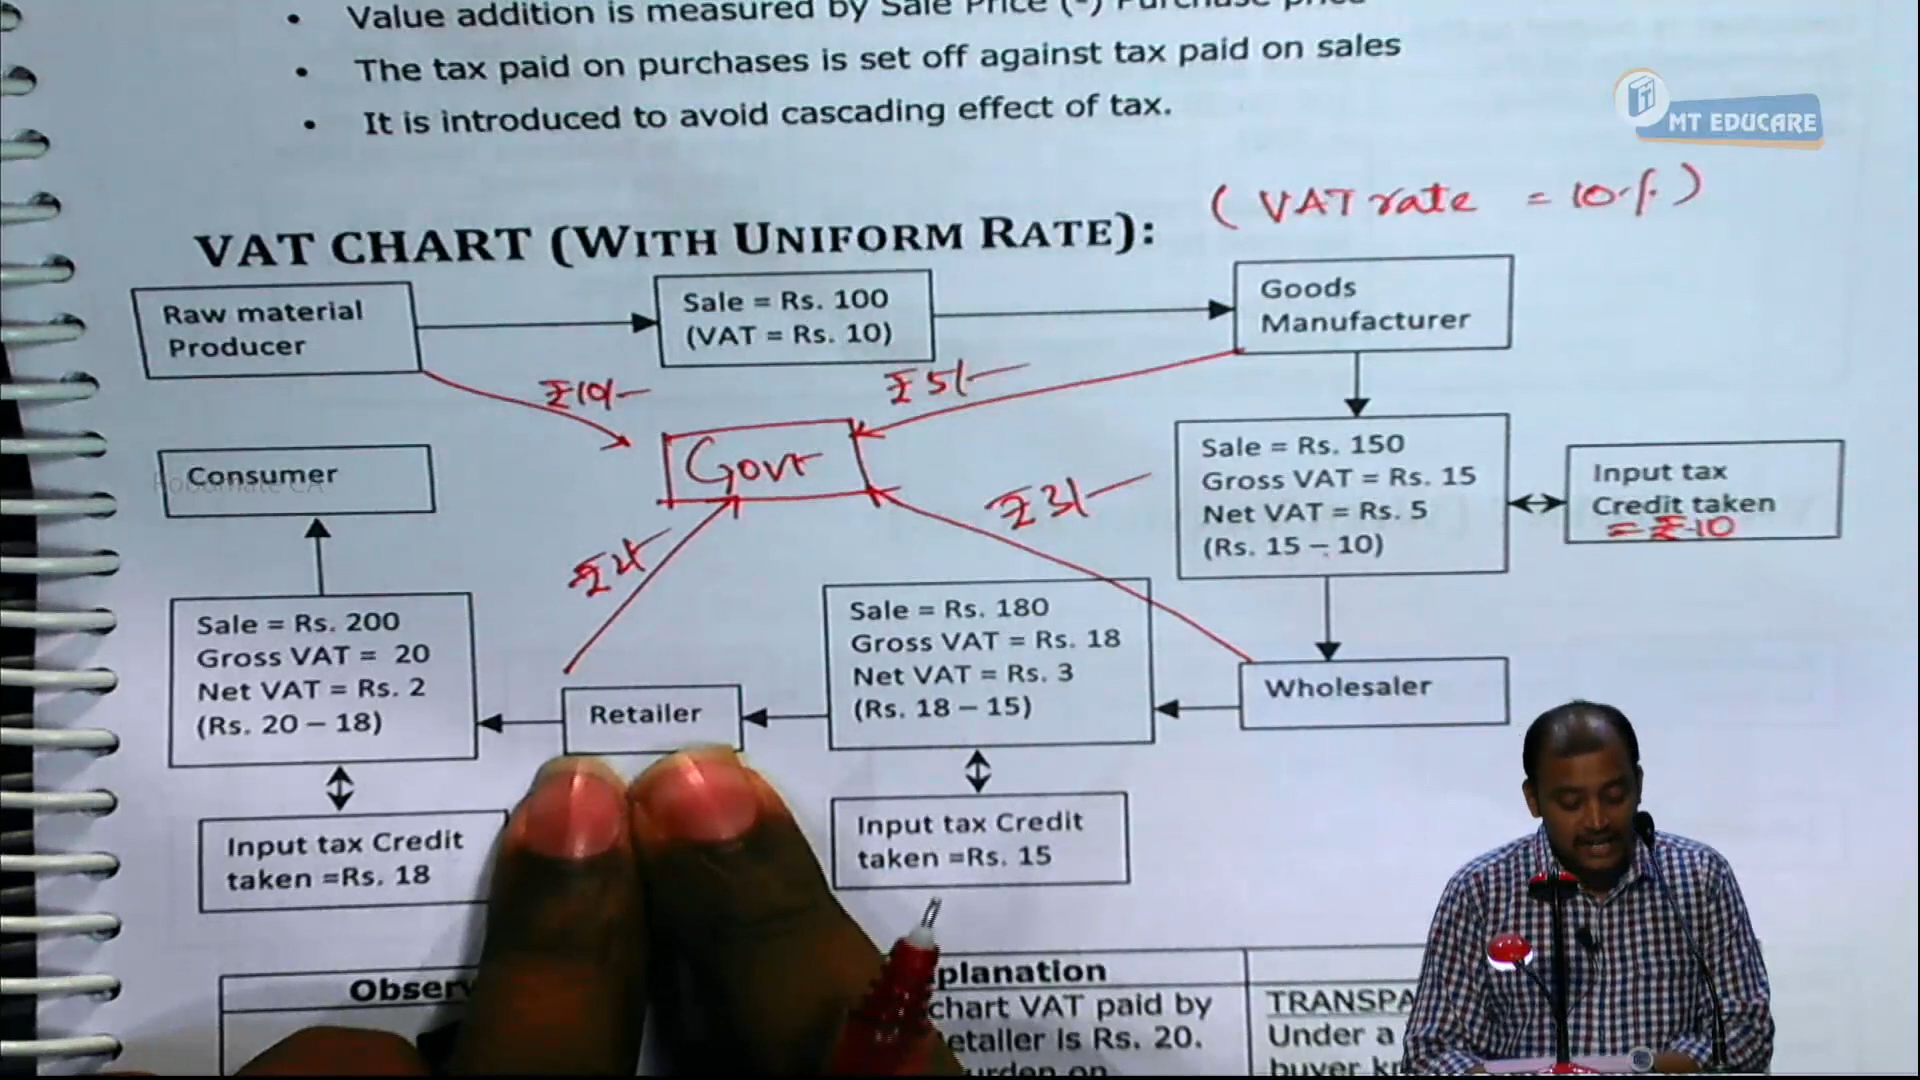 • Value addition is measured by Sale Price (-) Purchase price
• The tax paid on purchases is set off against tax paid on sales
• It is introduced to avoid cascading effect of tax.
MT EDUCARE
(VAT rate = 10%)
VAT CHART (WITH UNIFORM RATE):
Raw material
Producer
Sale = Rs. 100
(VAT = Rs. 10)
Goods
Manufacturer
₹10/-
₹5/-
Govt
Consumer
Sale = Rs. 150
Gross VAT = Rs. 15
Net VAT = Rs. 5
(Rs. 15 – 10)
Input tax
Credit taken
= ₹10
₹3/-
Sale = Rs. 200
Gross VAT = 20
Net VAT = Rs. 2
(Rs. 20 – 18)
Retailer
Sale = Rs. 180
Gross VAT = Rs. 18
Net VAT = Rs. 3
(Rs. 18 – 15)
Wholesaler
Input tax Credit
taken =Rs. 18
Input tax Credit
taken =Rs. 15
chart VAT paid by
is Rs. 20.
Under a
buyer